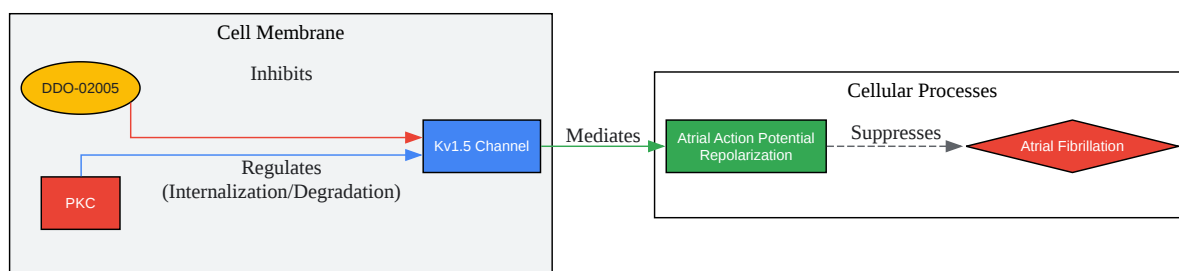 Cell Membrane
Inhibits
DDO-02005
Kv1.5 Channel
Regulates
(Internalization/Degradation)
PKC
Mediates
Cellular Processes
Atrial Action Potential
Repolarization
Suppresses
Atrial Fibrillation